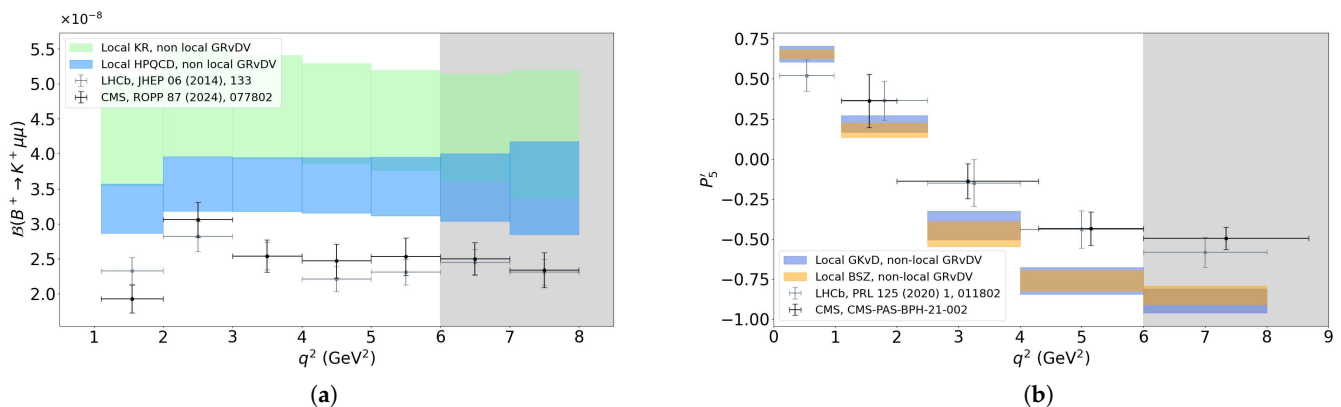 ×10⁻⁸
5.5
5.0
4.5
4.0
3.5
3.0
2.5
2.0
B(B⁺ → K⁺μμ)
Local KR, non local GRvDV
Local HPQCD, non local GRvDV
LHCb, JHEP 06 (2014), 133
CMS, ROPP 87 (2024), 077802
1 2 3 4 5 6 7 8
q² (GeV²)
(a)
0.75
0.50
0.25
0.00
−0.25
−0.50
−0.75
−1.00
P′₅
Local GKvD, non-local GRvDV
Local BSZ, non-local GRvDV
LHCb, PRL 125 (2020) 1, 011802
CMS, CMS-PAS-BPH-21-002
0 1 2 3 4 5 6 7 8 9
q² (GeV²)
(b)